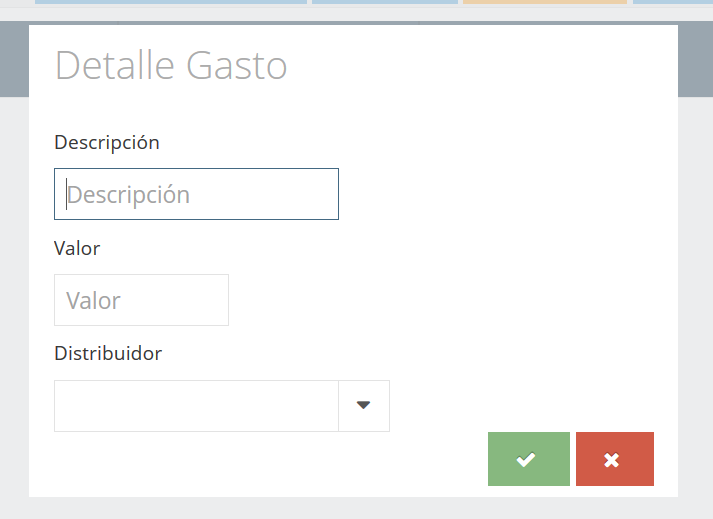 Detalle Gasto
Descripción
Descripción
Valor
Valor
Distribuidor